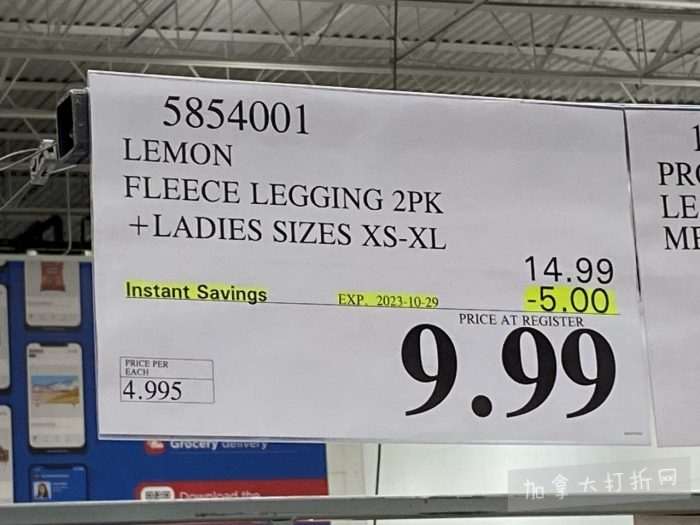 5854001
LEMON
FLEECE LEGGING 2PK
+LADIES SIZES XS-XL
14.99
Instant Savings EXP. 2023-10-29 -5.00
PRICE AT REGISTER
9.99
PRICE PER
EACH
4.995
1
PR
LE
ME
Grocery delivery
Download the
加拿大打折网